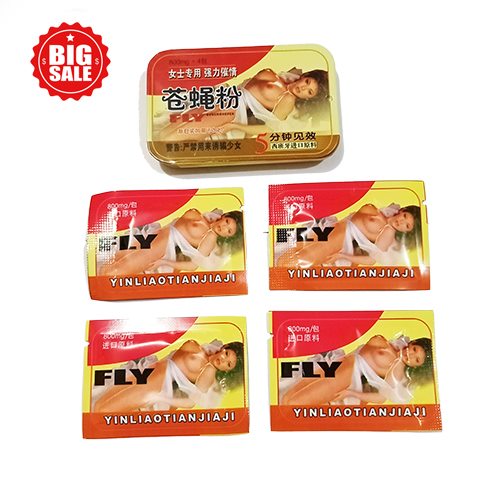 BIG
SALE
800mg × 4包
女士专用 强力催情
苍蝇粉
FLY
5分钟见效
西班牙进口原料
警告:严禁用来诱骗少女
800mg/包
进口原料
FLY
YINLIAOTIANJIAJI
800mg/包
进口原料
FLY
YINLIAOTIANJIAJI
800mg/包
进口原料
FLY
YINLIAOTIANJIAJI
800mg/包
进口原料
FLY
YINLIAOTIANJIAJI